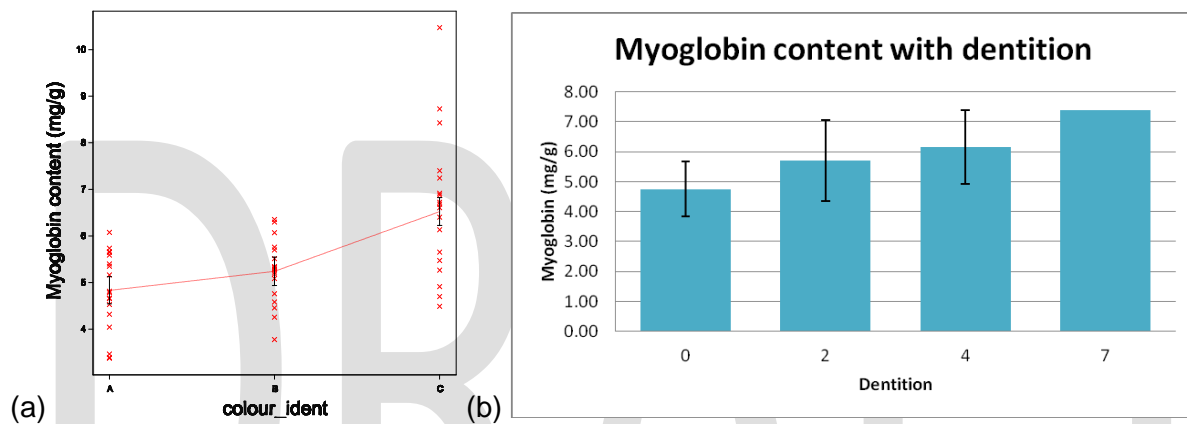 (a)
Myoglobin content (mg/g)
10
9
8
7
6
5
4
A B C
colour_ident
(b)
Myoglobin content with dentition
Myoglobin (mg/g)
8.00
7.00
6.00
5.00
4.00
3.00
2.00
1.00
0.00
0 2 4 7
Dentition